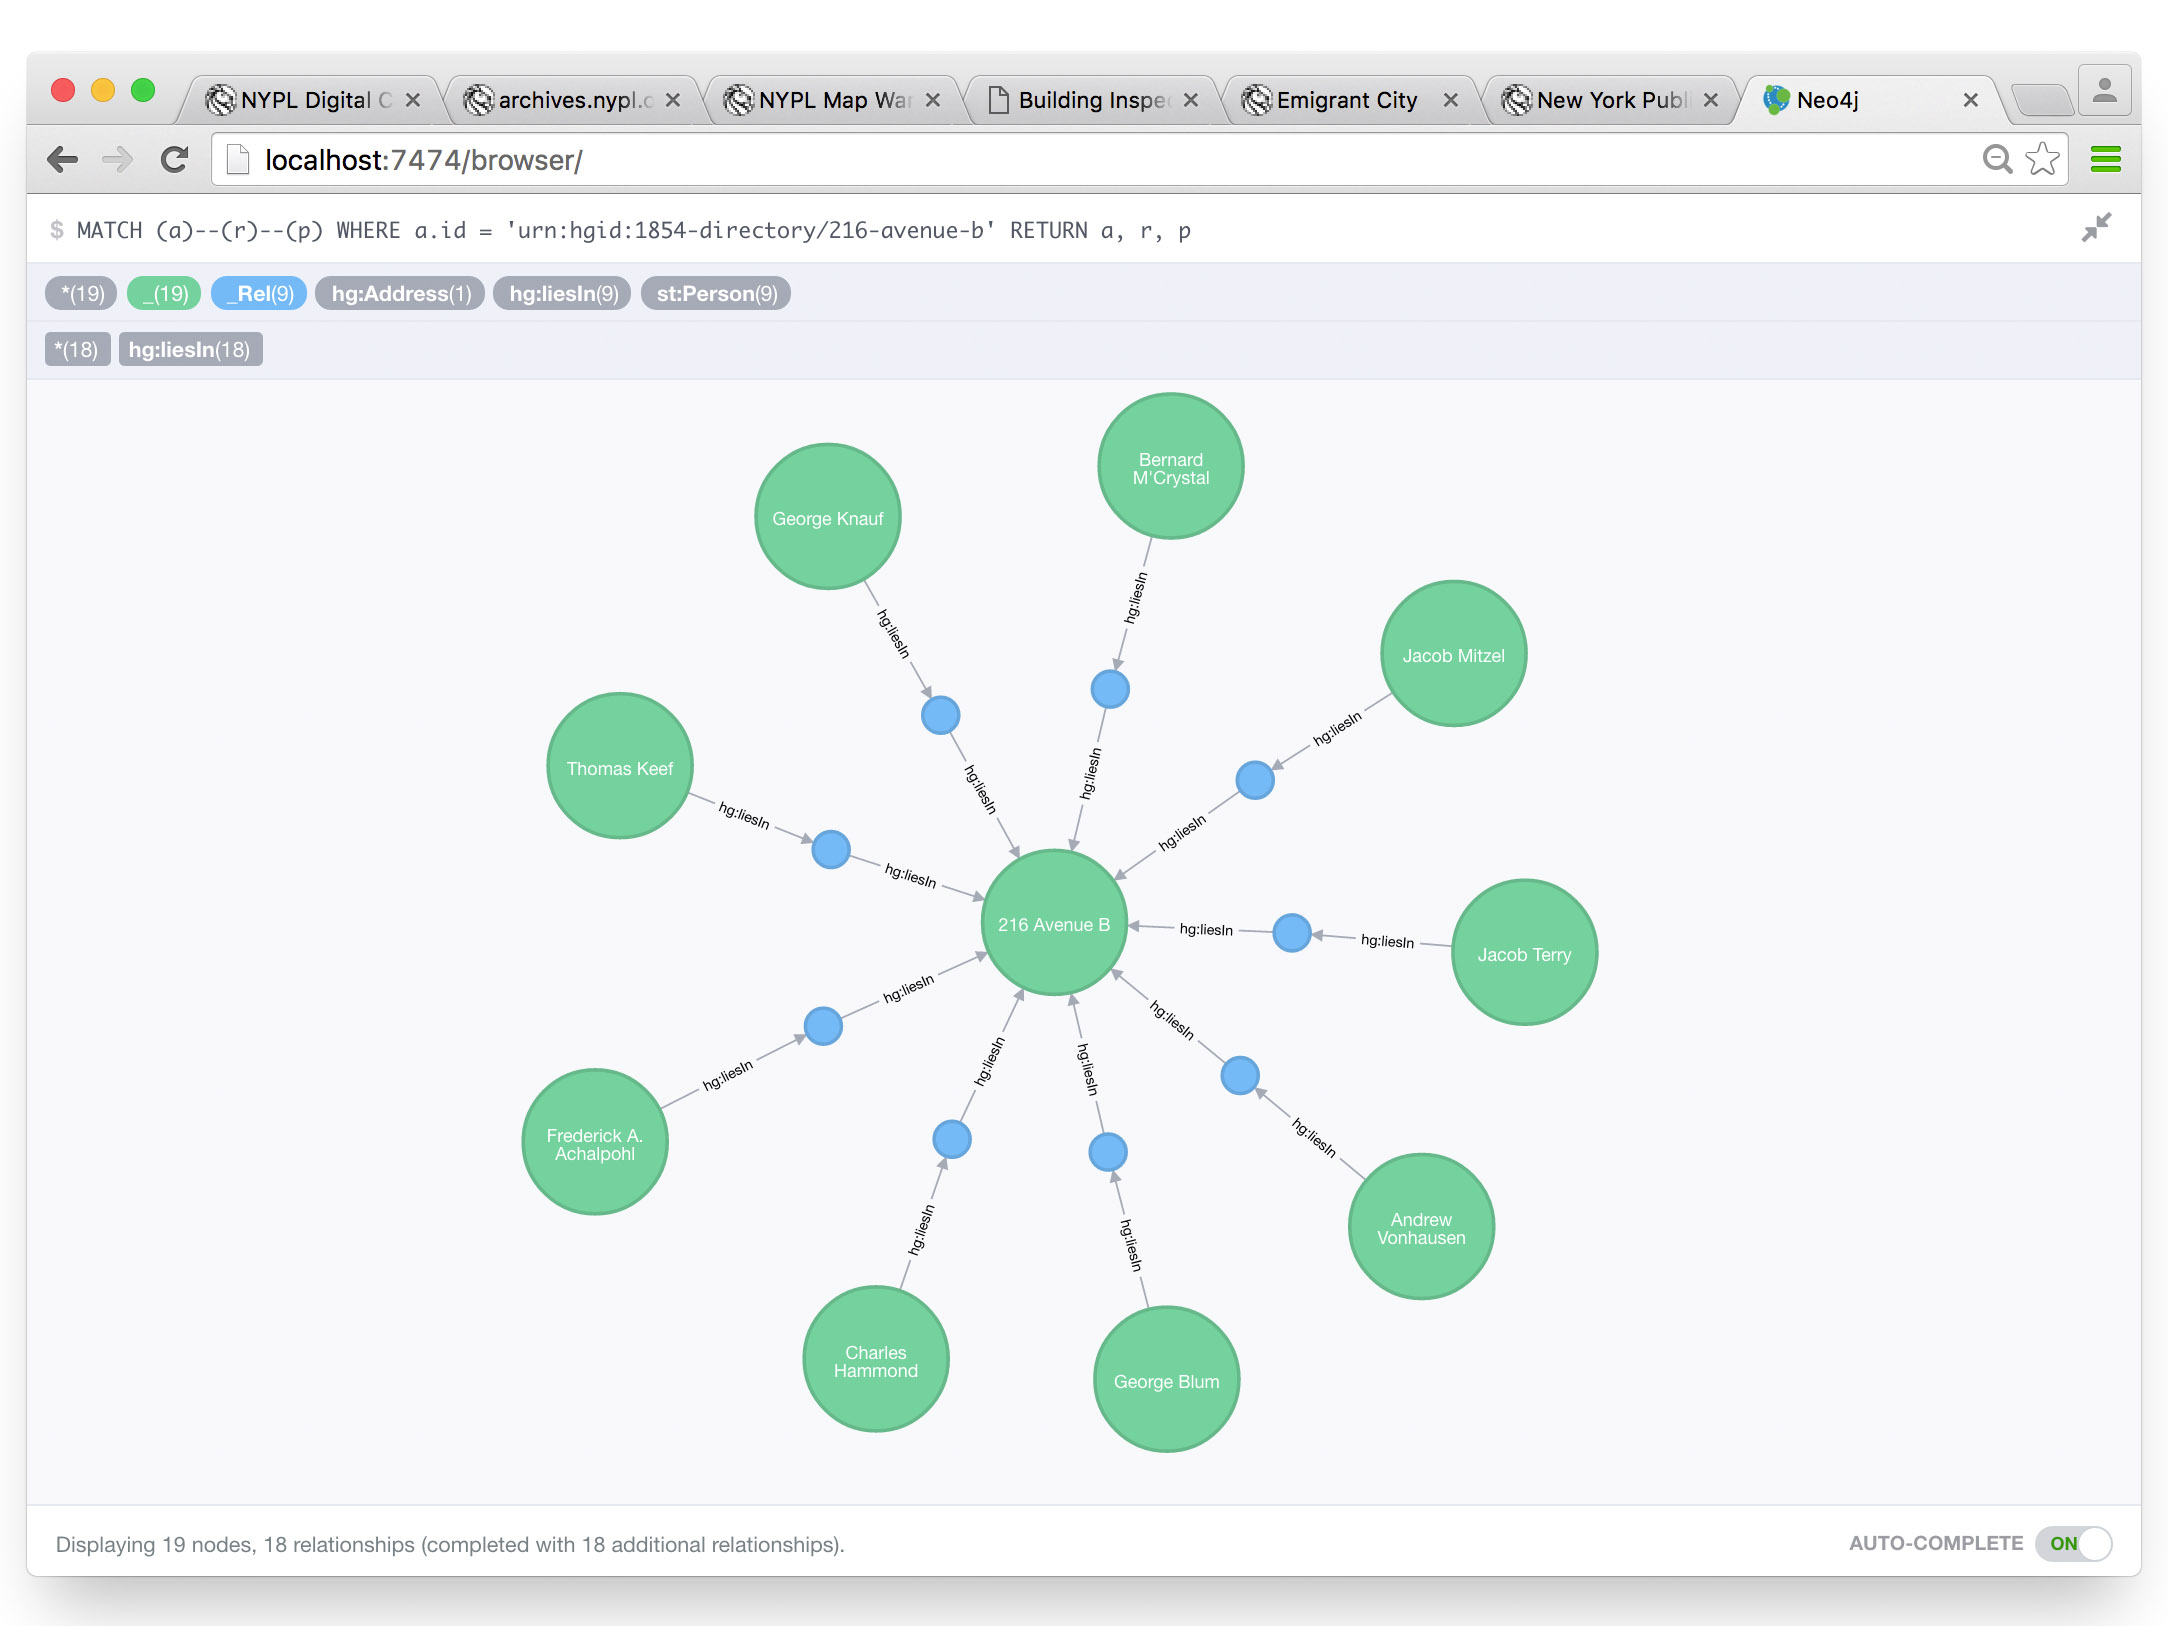 NYPL Digital C
archives.nypl.o
NYPL Map War
Building Inspec
Emigrant City
New York Publi
Neo4j
localhost:7474/browser/
$ MATCH (a)--(r)--(p) WHERE a.id = 'urn:hgid:1854-directory/216-avenue-b' RETURN a, r, p
*(19) _(19) _Rel(9) hg:Address(1) hg:liesIn(9) st:Person(9)
*(18) hg:liesIn(18)
Bernard
M'Crystal
George Knauf
hg:liesIn
hg:liesIn
Jacob Mitzel
hg:liesIn
Thomas Keef
hg:liesIn
hg:liesIn
hg:liesIn
hg:liesIn
hg:liesIn
216 Avenue B
hg:liesIn
hg:liesIn
Jacob Terry
hg:liesIn
hg:liesIn
hg:liesIn
hg:liesIn
hg:liesIn
Frederick A.
Achalpohl
hg:liesIn
hg:liesIn
hg:liesIn
Andrew
Vonhausen
Charles
Hammond
George Blum
Displaying 19 nodes, 18 relationships (completed with 18 additional relationships).
AUTO-COMPLETE ON